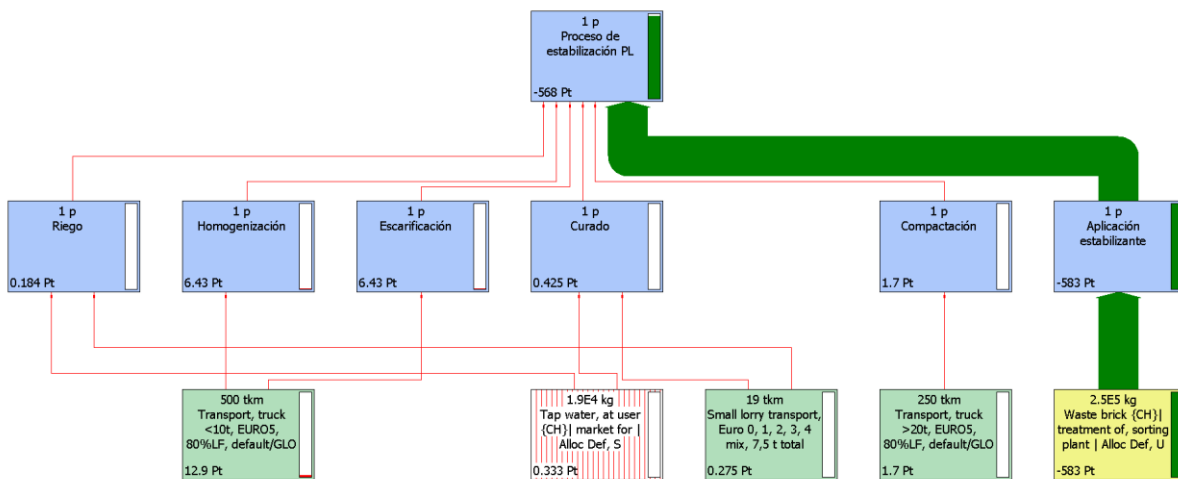 1 p
Proceso de
estabilización PL
-568 Pt
1 p
Riego
0.184 Pt
1 p
Homogenización
6.43 Pt
1 p
Escarificación
6.43 Pt
1 p
Curado
0.425 Pt
1 p
Compactación
1.7 Pt
1 p
Aplicación
estabilizante
-583 Pt
500 tkm
Transport, truck
<10t, EURO5,
80%LF, default/GLO
12.9 Pt
1.9E4 kg
Tap water, at user
{CH}| market for |
Alloc Def, S
0.333 Pt
19 tkm
Small lorry transport,
Euro 0, 1, 2, 3, 4
mix, 7,5 t total
0.275 Pt
250 tkm
Transport, truck
>20t, EURO5,
80%LF, default/GLO
1.7 Pt
2.5E5 kg
Waste brick {CH}|
treatment of, sorting
plant | Alloc Def, U
-583 Pt